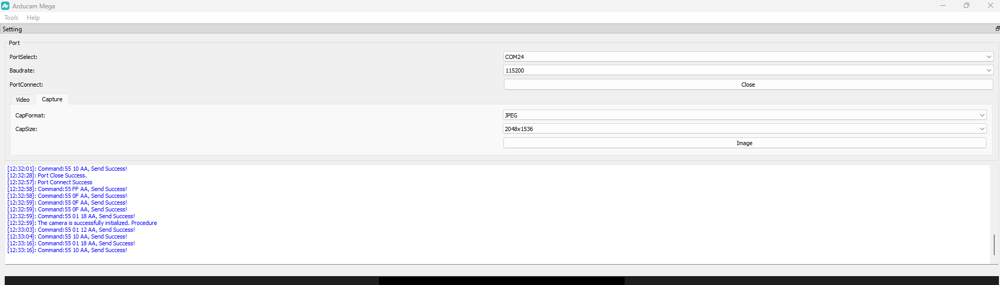 Ar Arducam Mega
Tools Help
Setting
Port
PortSelect: COM24
Baudrate: 115200
PortConnect: Close
Video Capture
CapFormat: JPEG
CapSize: 2048x1536
Image
[12:32:01]: Command:55 10 AA, Send Success!
[12:32:28]: Port Close Success.
[12:32:57]: Port Connect Success
[12:32:58]: Command:55 FF AA, Send Success!
[12:32:58]: Command:55 0F AA, Send Success!
[12:32:59]: Command:55 0F AA, Send Success!
[12:32:59]: Command:55 0F AA, Send Success!
[12:32:59]: Command:55 01 18 AA, Send Success!
[12:32:59]: The camera is successfully initialized. Procedure
[12:33:03]: Command:55 01 12 AA, Send Success!
[12:33:04]: Command:55 10 AA, Send Success!
[12:33:16]: Command:55 01 18 AA, Send Success!
[12:33:16]: Command:55 10 AA, Send Success!